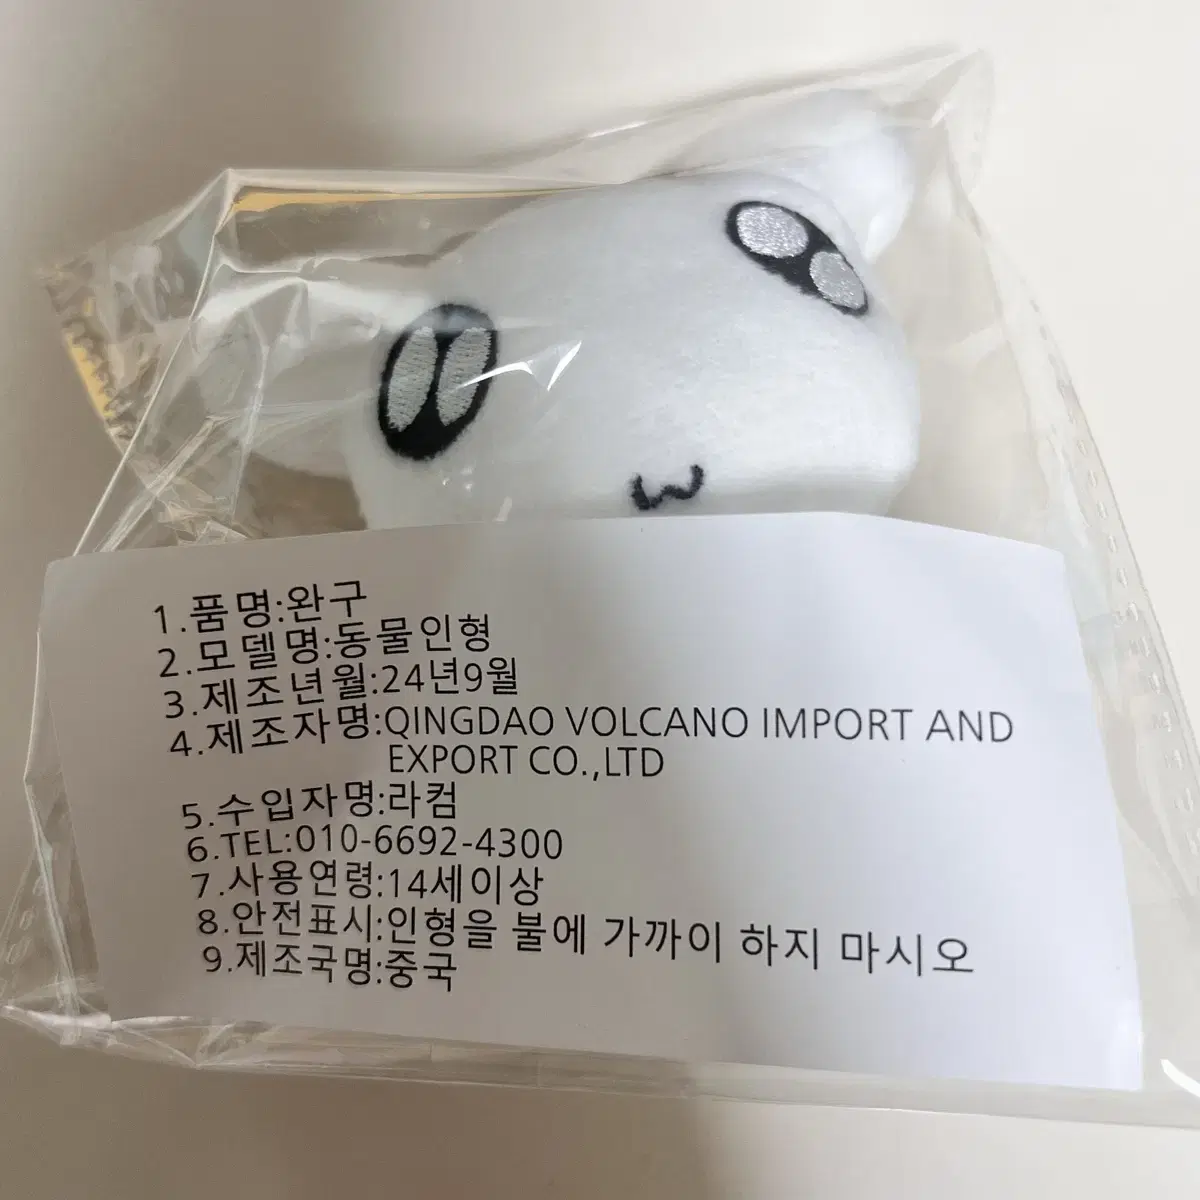 1.품명:완구
2.모델명:동물인형
3.제조년월:24년9월
4.제조자명:QINGDAO VOLCANO IMPORT AND
EXPORT CO.,LTD
5.수입자명:라컴
6.TEL:010-6692-4300
7.사용연령:14세이상
8.안전표시:인형을 불에 가까이 하지 마시오
9.제조국명:중국